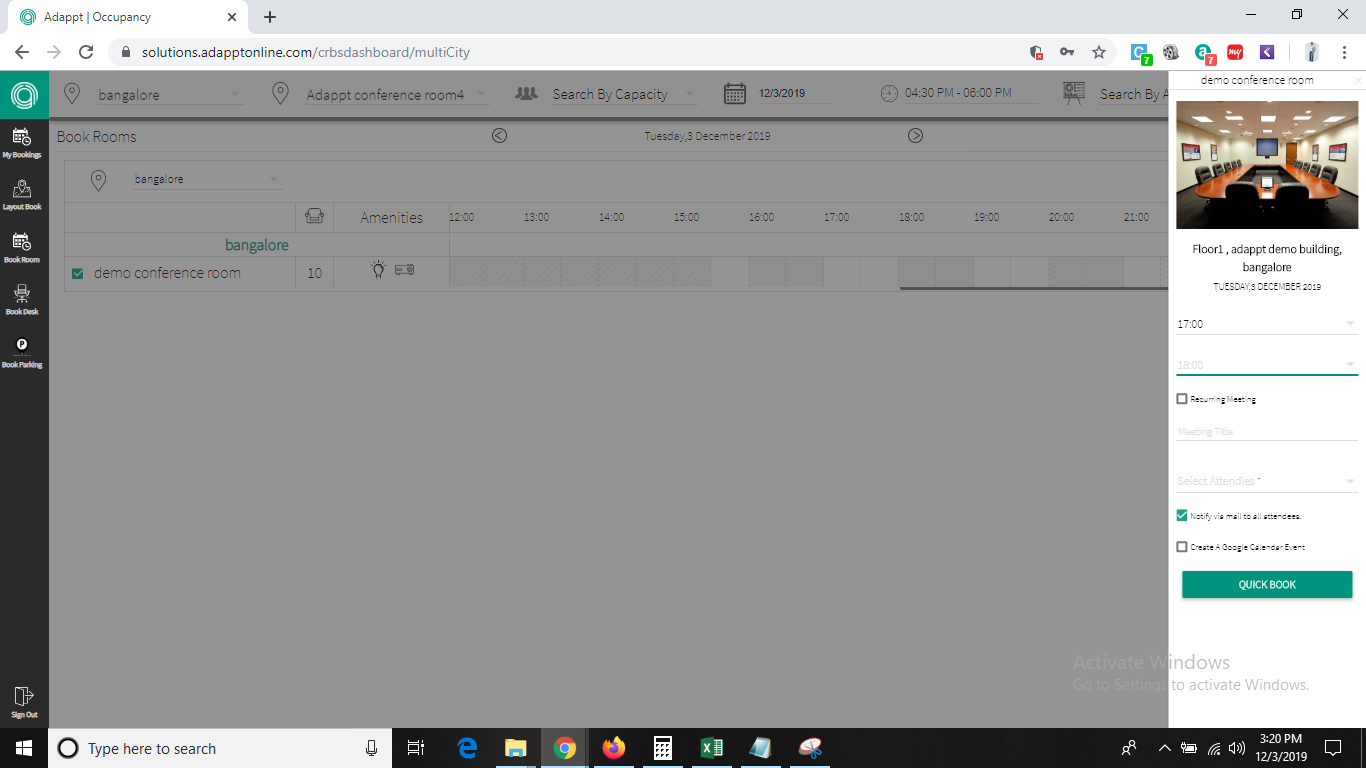 Adappt | Occupancy
solutions.adapptonline.com/crbsdashboard/multiCity
7
7
my
bangalore
Adappt conference room4
Search By Capacity
12/3/2019
04:30 PM - 06:00 PM
Search By A
demo conference room
My Bookings
Layout Book
Book Room
Book Desk
P
Book Parking
Sign Out
Book Rooms
Tuesday,3 December 2019
bangalore
Amenities
12:00
13:00
14:00
15:00
16:00
17:00
18:00
19:00
20:00
21:00
bangalore
demo conference room
10
Floor1 , adappt demo building,
bangalore
TUESDAY,3 DECEMBER 2019
17:00
18:00
Recurring Meeting
Meeting Title
Select Attendies *
Notify via mail to all attendees.
Create A Google Calendar Event
QUICK BOOK
Activate Windows
Go to Settings to activate Windows.
Type here to search
3:20 PM
12/3/2019